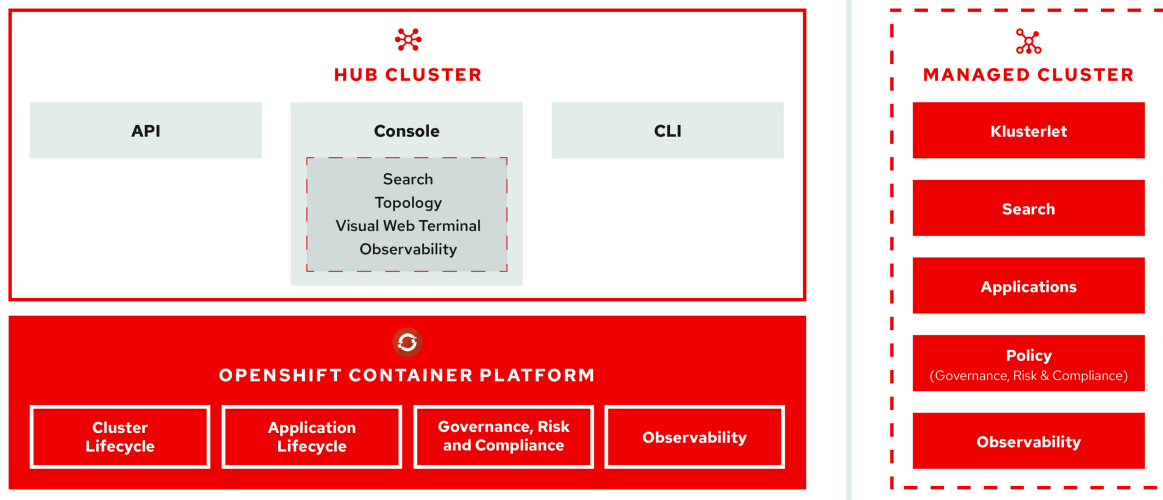 HUB CLUSTER
API
Console
CLI
Search
Topology
Visual Web Terminal
Observability
OPENSHIFT CONTAINER PLATFORM
Cluster
Lifecycle
Application
Lifecycle
Governance, Risk
and Compliance
Observability
MANAGED CLUSTER
Klusterlet
Search
Applications
Policy
(Governance, Risk & Compliance)
Observability